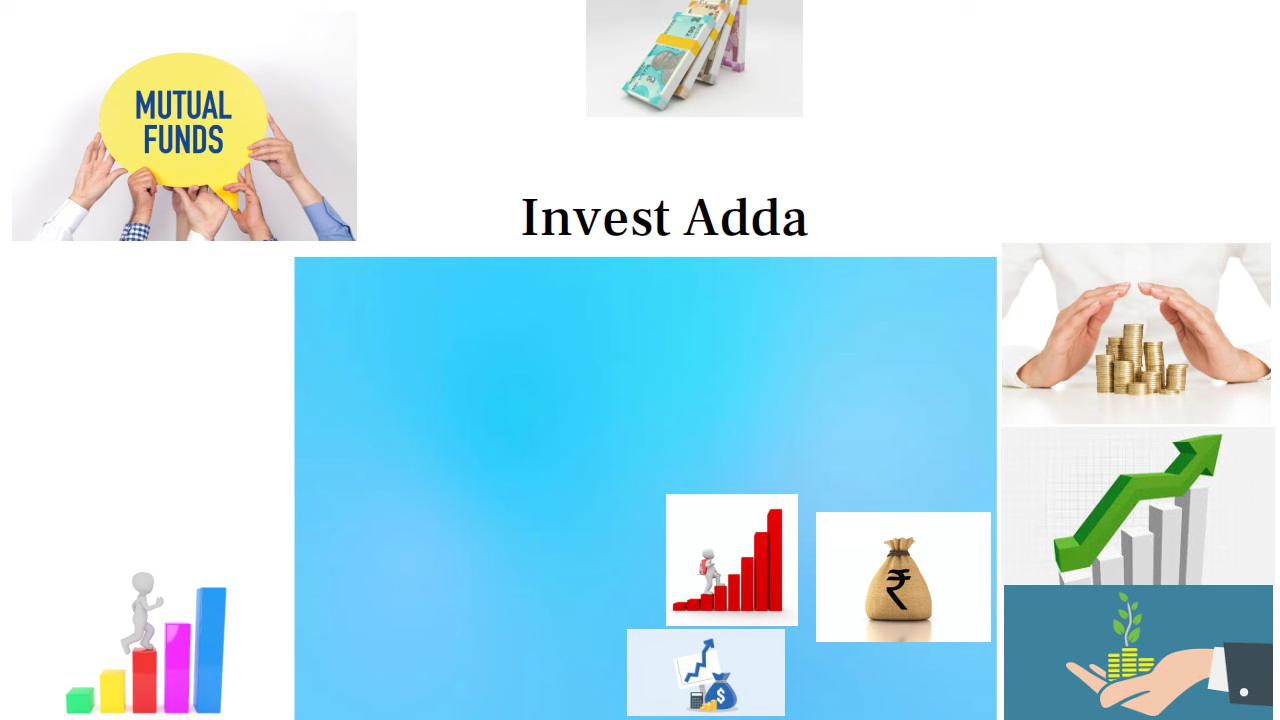 MUTUAL
FUNDS
Invest Adda
₹
$